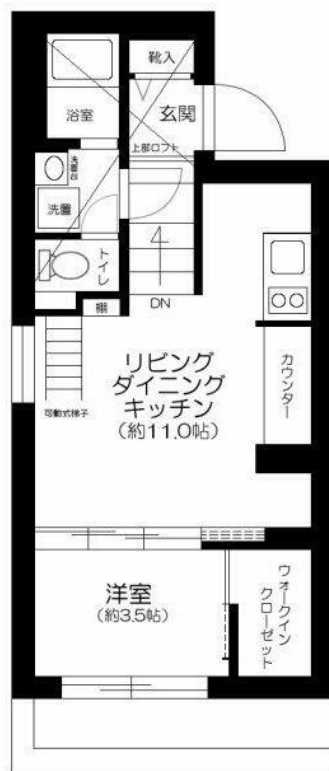 靴入
浴室
玄関
上部ロフト
洗面台
洗置
トイレ
棚
DN
可動式梯子
リビング
ダイニング
キッチン
(約11.0帖)
カウンター
洋室
(約3.5帖)
ウォークイン
クローゼット